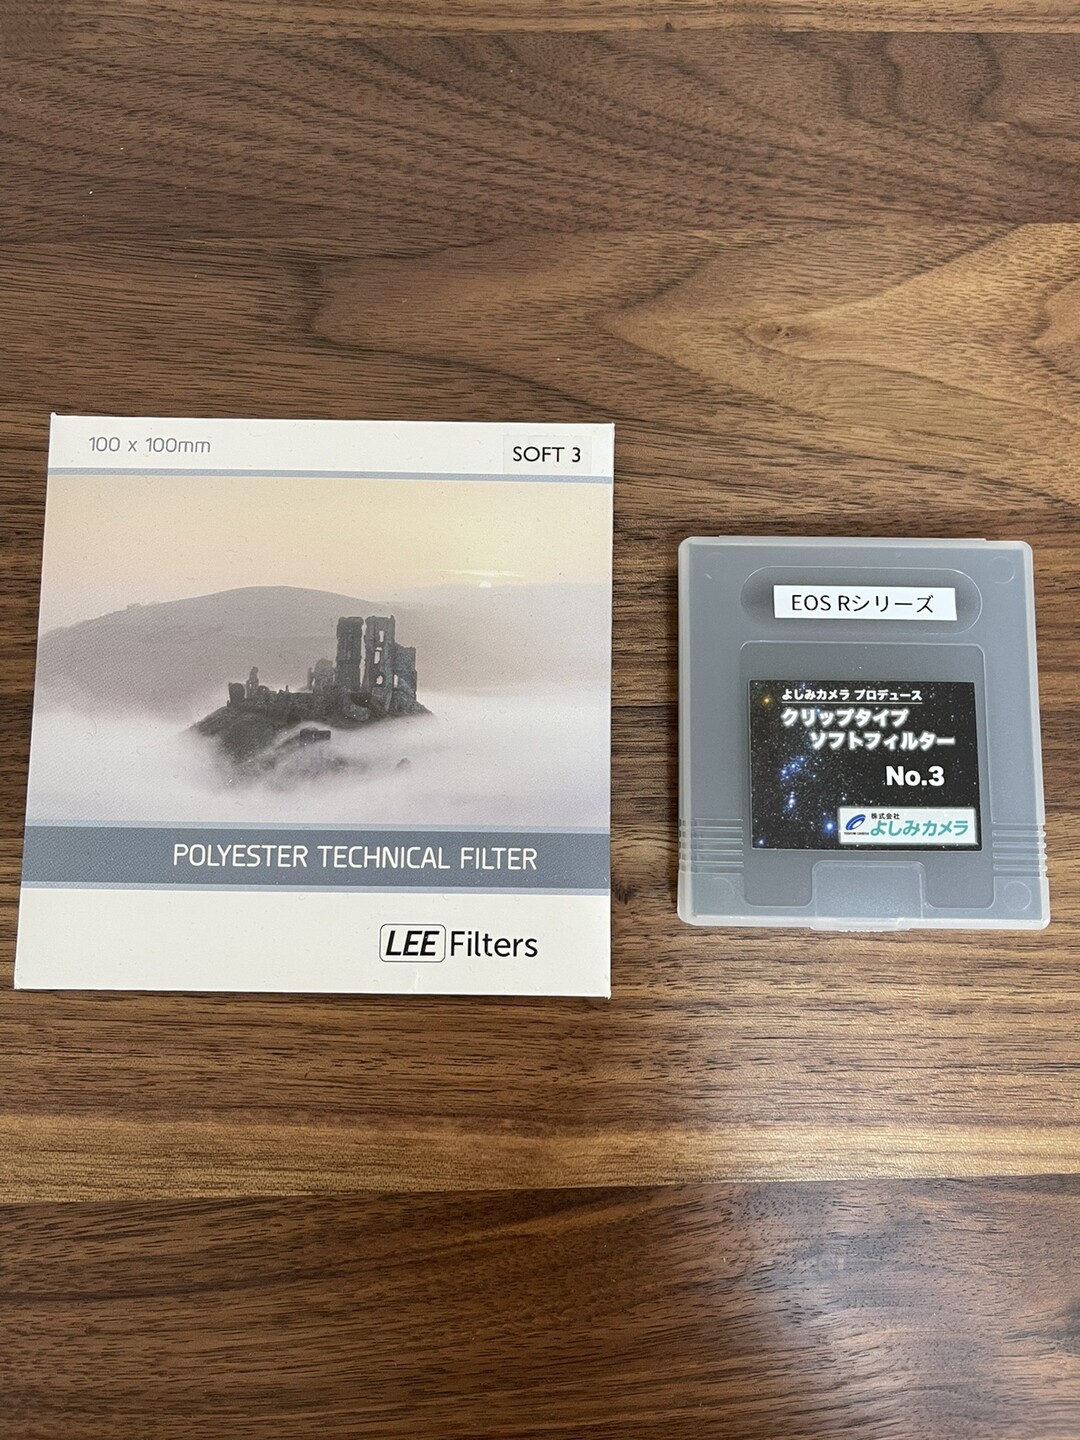 100 x 100mm
SOFT 3
POLYESTER TECHNICAL FILTER
LEE Filters
EOS Rシリーズ
よしみカメラ プロデュース
クリップタイプ
ソフトフィルター
No.3
株式会社
よしみカメラ